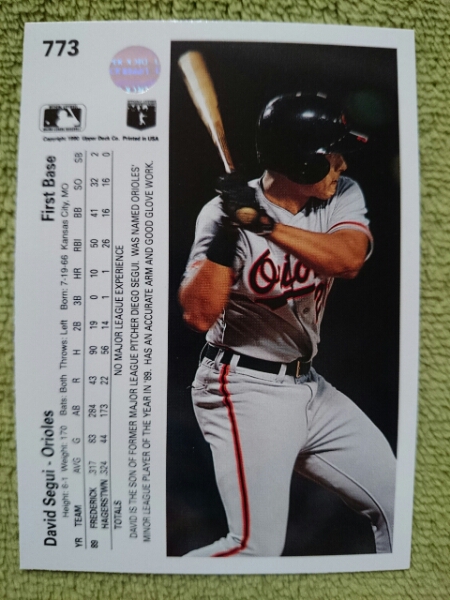 773
Copyright 1990 Upper Deck Co. Printed in USA
David Segui - Orioles First Base
Height: 6-1 Weight: 170 Bats: Both Throws: Left Born: 7-19-66 Kansas City, MO
YR TEAM AVG G AB R H 2B 3B HR RBI BB SO SB
89 FREDERICK .317 83 284 43 90 19 0 10 50 41 32 2
HAGERSTWN .324 44 173 22 56 14 1 1 26 16 16 0
TOTALS NO MAJOR LEAGUE EXPERIENCE
DAVID IS THE SON OF FORMER MAJOR LEAGUE PITCHER DIEGO SEGUI. WAS NAMED ORIOLES'
MINOR LEAGUE PLAYER OF THE YEAR IN '89. HAS AN ACCURATE ARM AND GOOD GLOVE WORK.
Orioles